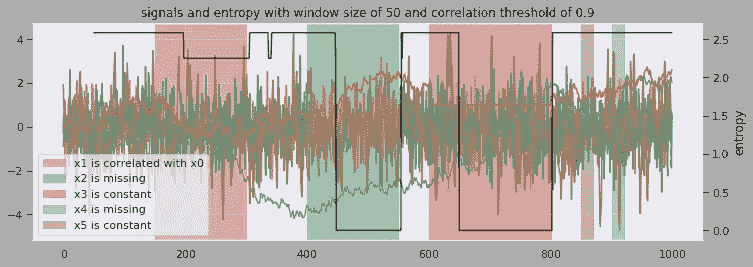 signals and entropy with window size of 50 and correlation threshold of 0.9
4
2
0
−2
−4
2.5
2.0
1.5
1.0
0.5
0.0
entropy
x1 is correlated with x0
x2 is missing
x3 is constant
x4 is missing
x5 is constant
0 200 400 600 800 1000